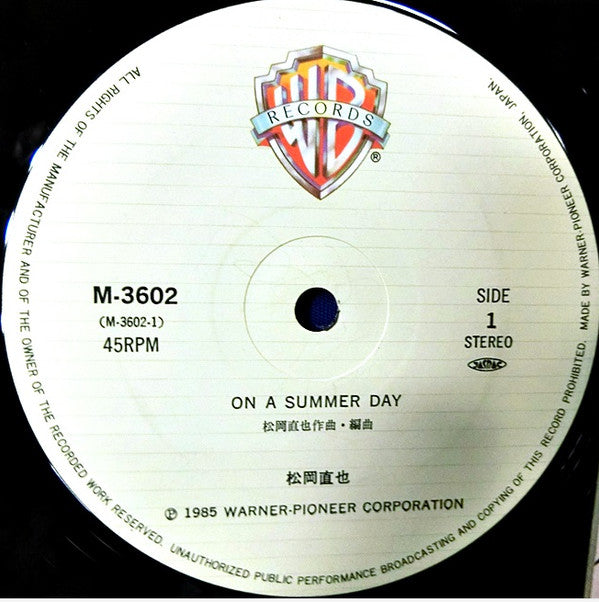 WB
RECORDS
®
M-3602
(M-3602-1)
45RPM
SIDE
1
STEREO
JASRAC
ON A SUMMER DAY
松岡直也作曲・編曲
松岡直也
℗ 1985 WARNER-PIONEER CORPORATION
ALL RIGHTS OF THE MANUFACTURER AND OF THE OWNER OF THE RECORDED WORK RESERVED. UNAUTHORIZED PUBLIC PERFORMANCE BROADCASTING AND COPYING OF THIS RECORD PROHIBITED. MADE BY WARNER-PIONEER CORPORATION, JAPAN.